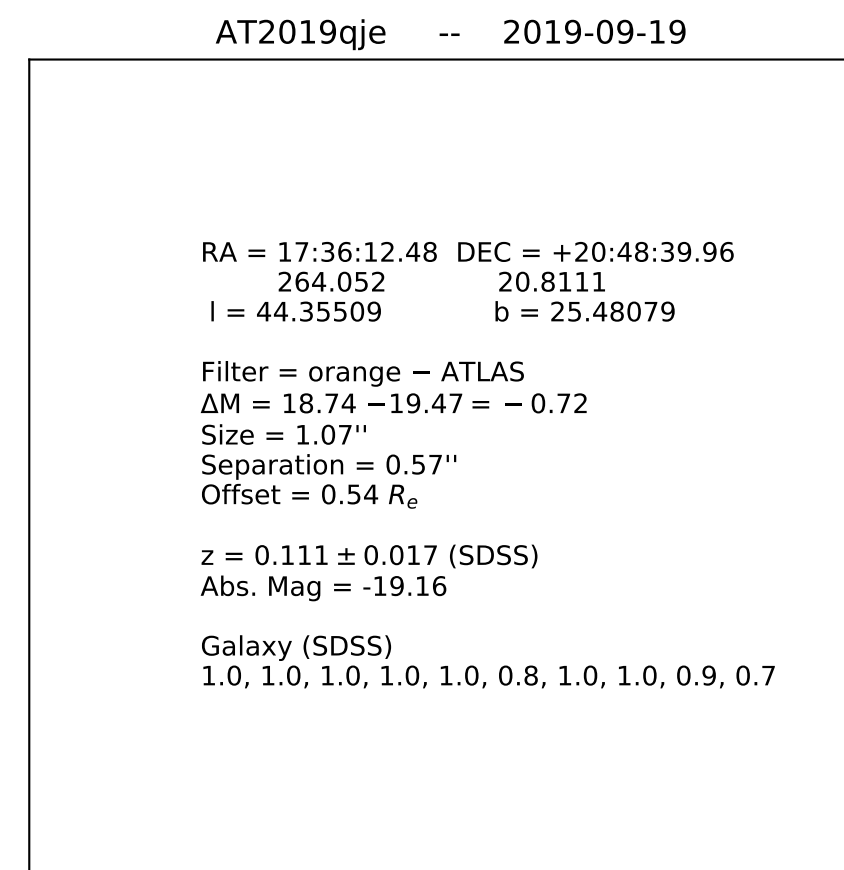 AT2019qje -- 2019-09-19
RA = 17:36:12.48 DEC = +20:48:39.96
264.052 20.8111
l = 44.35509 b = 25.48079
Filter = orange − ATLAS
ΔM = 18.74 −19.47 = − 0.72
Size = 1.07''
Separation = 0.57''
Offset = 0.54 Rₑ
z = 0.111 ± 0.017 (SDSS)
Abs. Mag = -19.16
Galaxy (SDSS)
1.0, 1.0, 1.0, 1.0, 1.0, 0.8, 1.0, 1.0, 0.9, 0.7